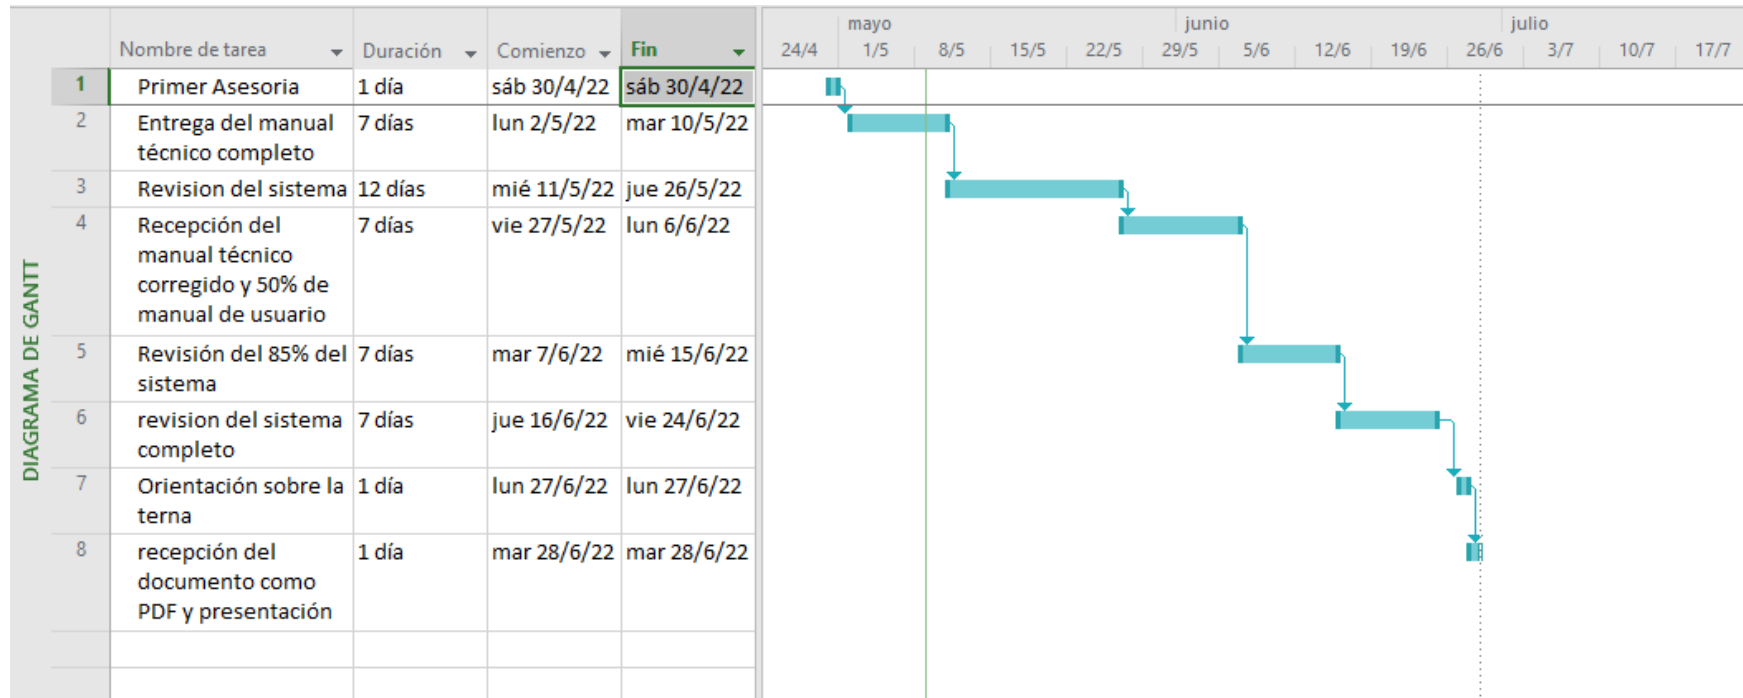 DIAGRAMA DE GANTT
mayo junio julio
Nombre de tarea Duración Comienzo Fin 24/4 1/5 8/5 15/5 22/5 29/5 5/6 12/6 19/6 26/6 3/7 10/7 17/7
1 Primer Asesoria 1 día sáb 30/4/22 sáb 30/4/22
2 Entrega del manual 7 días lun 2/5/22 mar 10/5/22
técnico completo
3 Revision del sistema 12 días mié 11/5/22 jue 26/5/22
4 Recepción del 7 días vie 27/5/22 lun 6/6/22
manual técnico
corregido y 50% de
manual de usuario
5 Revisión del 85% del 7 días mar 7/6/22 mié 15/6/22
sistema
6 revision del sistema 7 días jue 16/6/22 vie 24/6/22
completo
7 Orientación sobre la 1 día lun 27/6/22 lun 27/6/22
terna
8 recepción del 1 día mar 28/6/22 mar 28/6/22
documento como
PDF y presentación